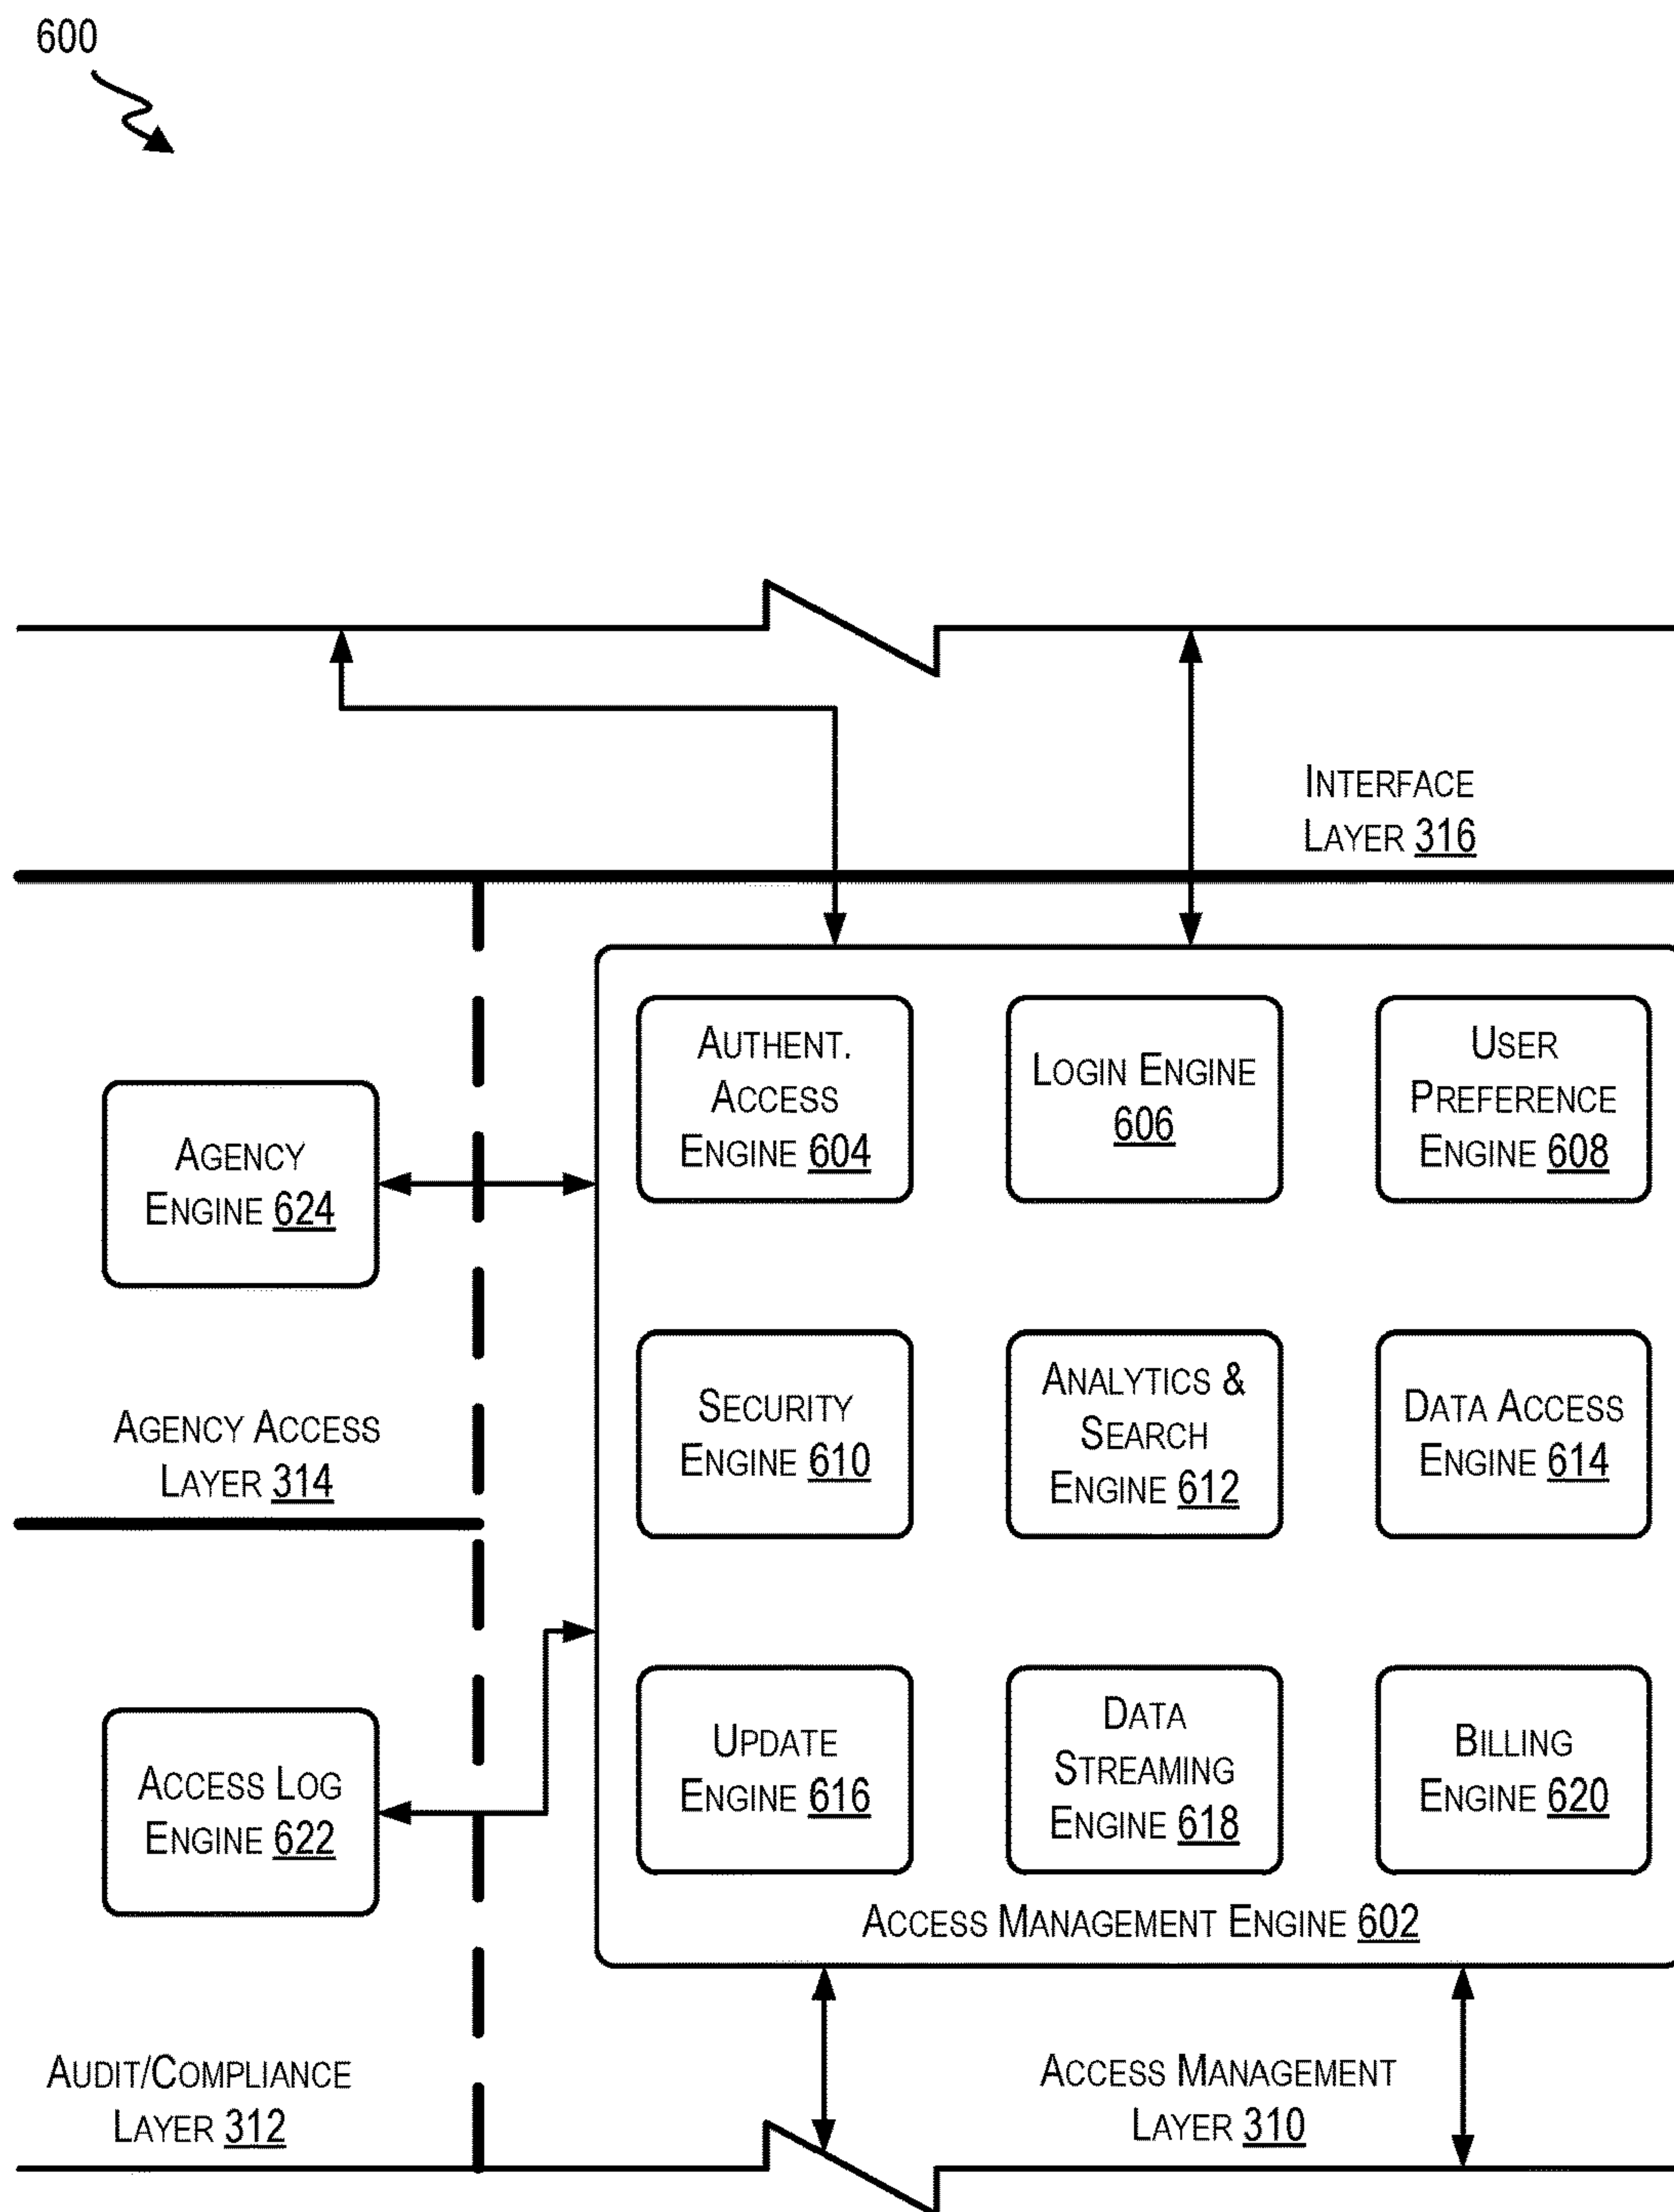 600
INTERFACE
LAYER 316
AUTHENT.
ACCESS
ENGINE 604
LOGIN ENGINE
606
USER
PREFERENCE
ENGINE 608
AGENCY
ENGINE 624
SECURITY
ENGINE 610
ANALYTICS &
SEARCH
ENGINE 612
DATA ACCESS
ENGINE 614
AGENCY ACCESS
LAYER 314
UPDATE
ENGINE 616
DATA
STREAMING
ENGINE 618
BILLING
ENGINE 620
ACCESS LOG
ENGINE 622
ACCESS MANAGEMENT ENGINE 602
AUDIT/COMPLIANCE
LAYER 312
ACCESS MANAGEMENT
LAYER 310